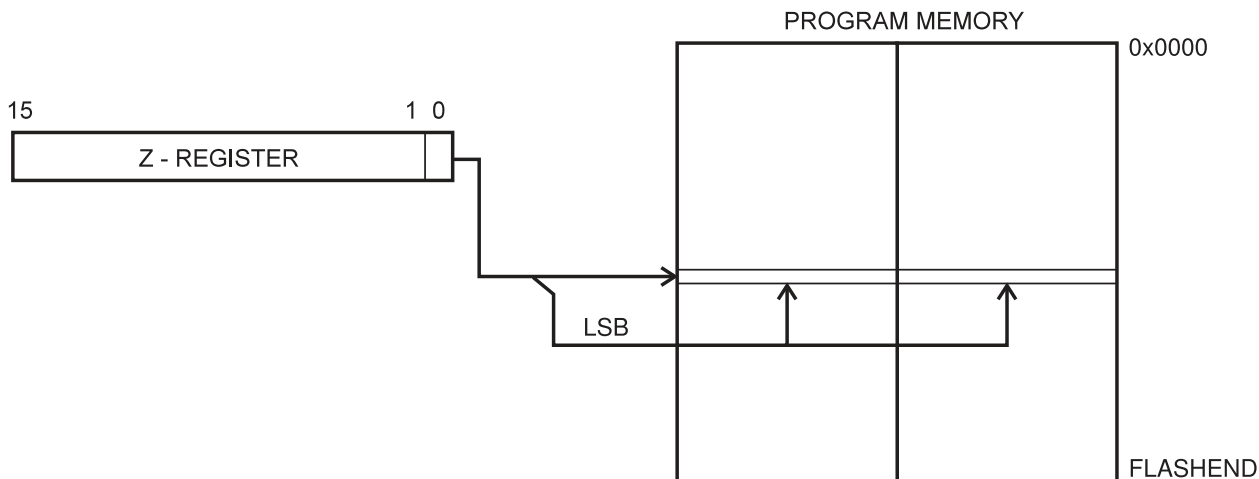 PROGRAM MEMORY
0x0000
15 1 0
Z - REGISTER
LSB
FLASHEND